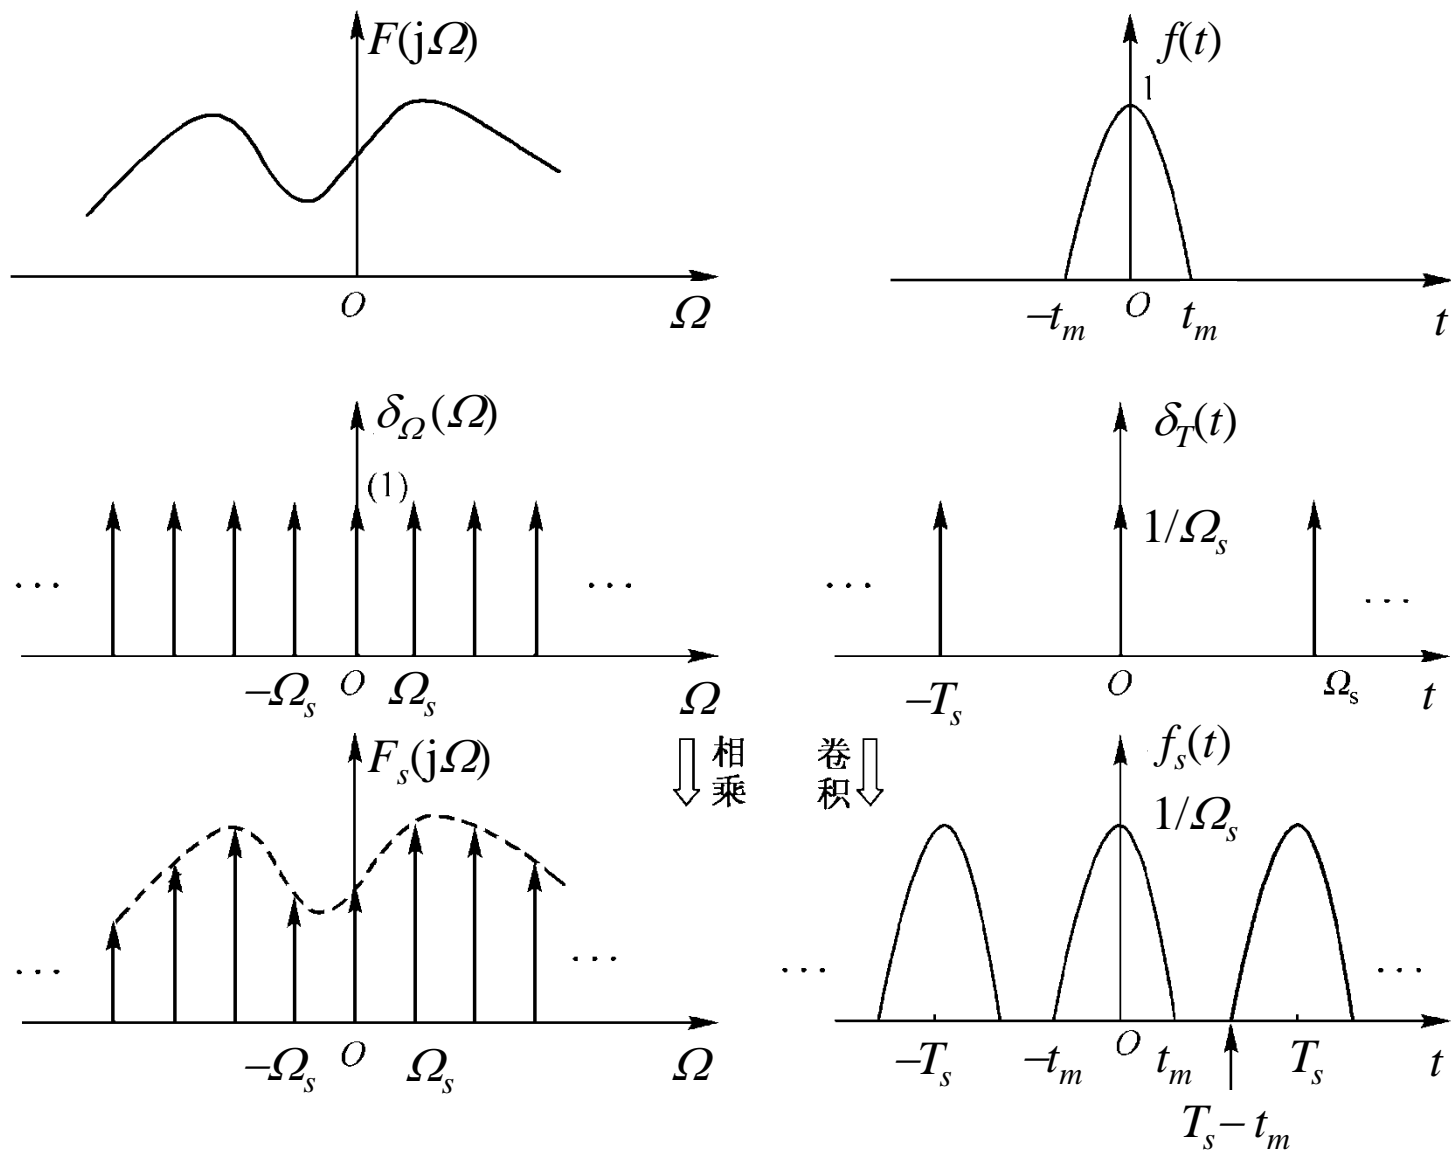 F(jΩ)
O
Ω
f(t)
1
−t_m
O
t_m
t
δ_Ω(Ω)
(1)
···
···
−Ω_s
O
Ω_s
Ω
δ_T(t)
1/Ω_s
···
···
−T_s
O
Ω_s
t
相乘
卷积
F_s(jΩ)
···
···
−Ω_s
O
Ω_s
Ω
f_s(t)
1/Ω_s
···
···
−T_s
−t_m
O
t_m
T_s
t
T_s − t_m